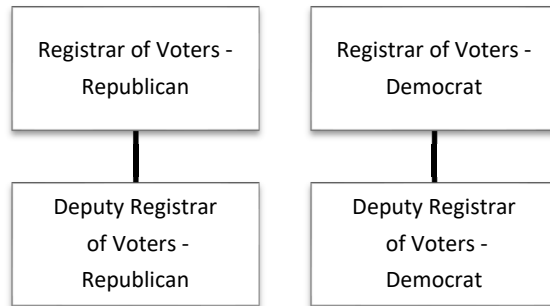 Registrar of Voters -
Republican
Registrar of Voters -
Democrat
Deputy Registrar
of Voters -
Republican
Deputy Registrar
of Voters -
Democrat